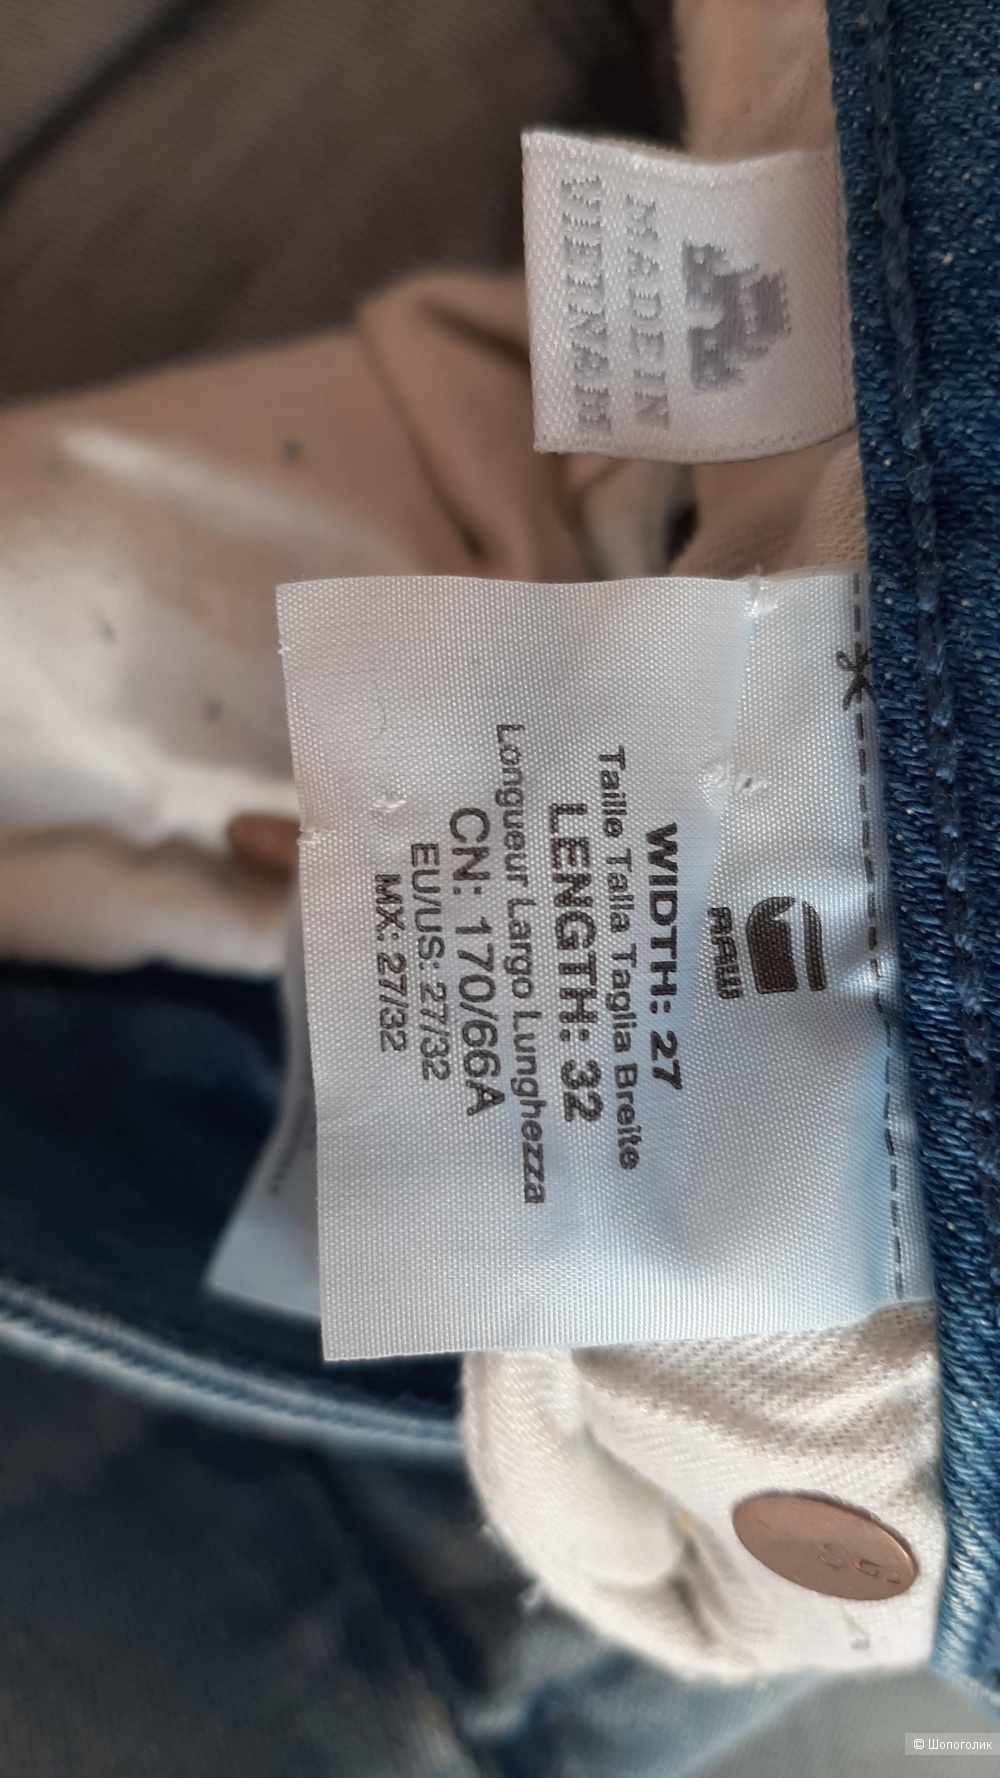 MADE IN
VIETNAM
RAW
WIDTH: 27
Taille Talla Taglia Breite
LENGTH: 32
Longueur Largo Lunghezza
CN: 170/66A
EU/US: 27/32
MX: 27/32
© Шопоголик